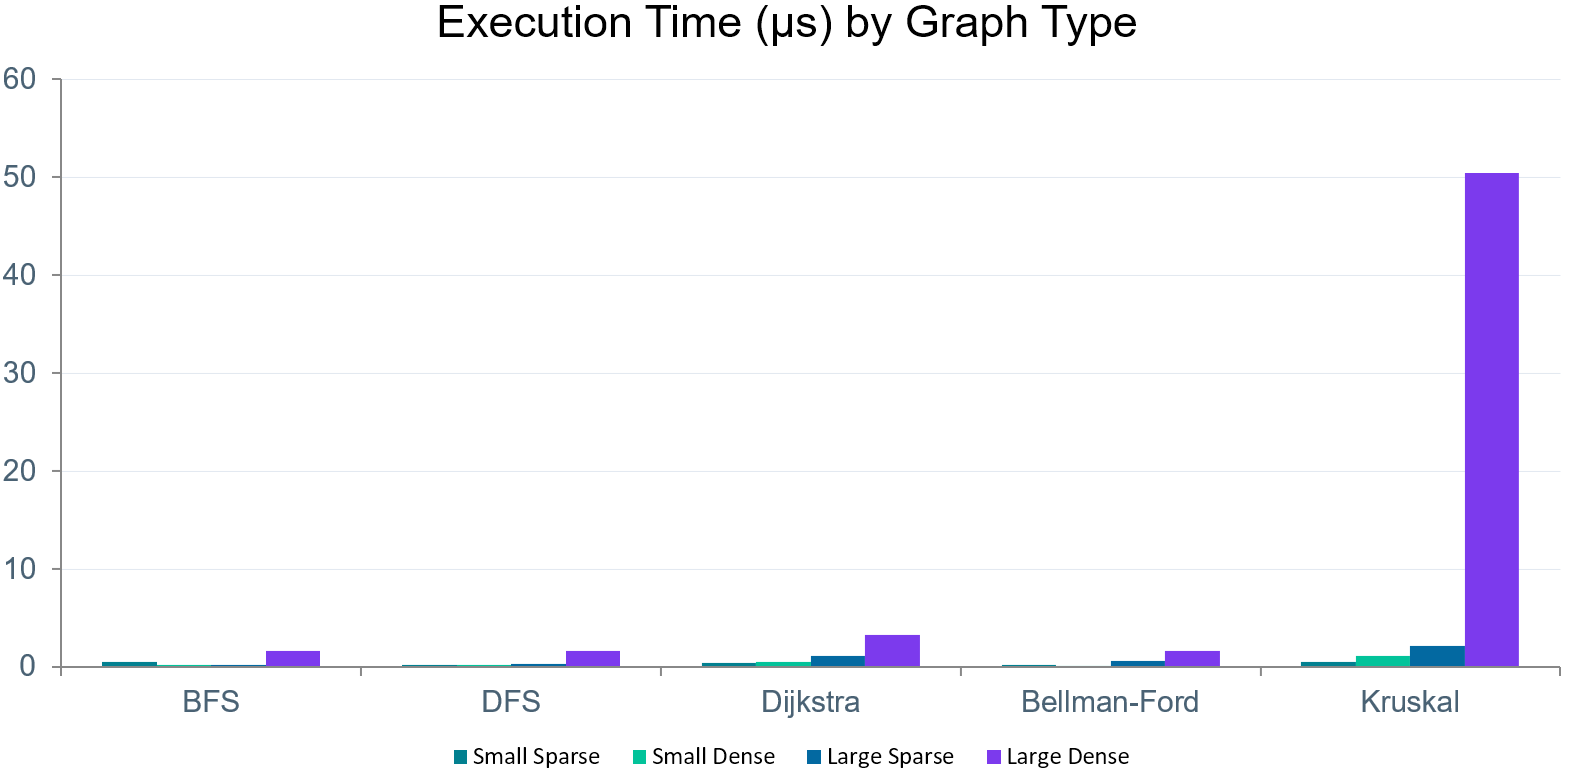 Execution Time (μs) by Graph Type
60
50
40
30
20
10
0
BFS DFS Dijkstra Bellman-Ford Kruskal
Small Sparse Small Dense Large Sparse Large Dense